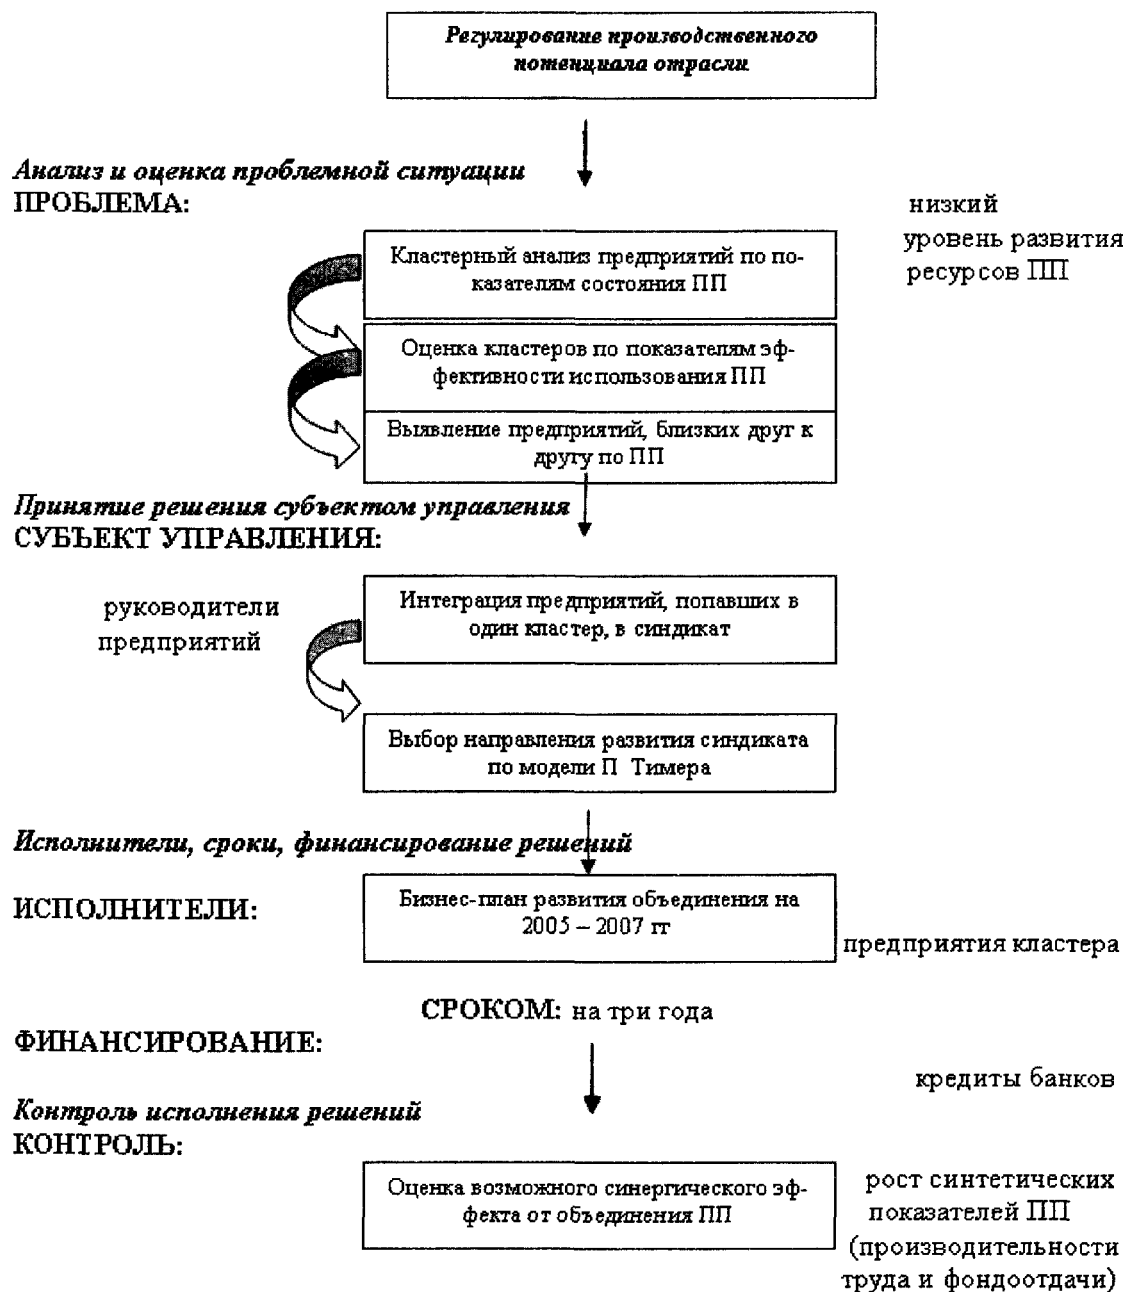 Регулирование производственного
потенциала отрасли
Анализ и оценка проблемной ситуации
ПРОБЛЕМА:
низкий
уровень развития
ресурсов ПП
Кластерный анализ предприятий по по-
казателям состояния ПП
Оценка кластеров по показателям эф-
фективности использования ПП
Выявление предприятий, близких друг к
другу по ПП
Принятие решения субъектом управления
СУБЪЕКТ УПРАВЛЕНИЯ:
руководители
предприятий
Интеграция предприятий, попавших в
один кластер, в синдикат
Выбор направления развития синдиката
по модели П Тимера
Исполнители, сроки, финансирование решений
ИСПОЛНИТЕЛИ:
Бизнес-план развития объединения на
2005 – 2007 гг
предприятия кластера
СРОКОМ: на три года
ФИНАНСИРОВАНИЕ:
кредиты банков
Контроль исполнения решений
КОНТРОЛЬ:
Оценка возможного синергического эф-
фекта от объединения ПП
рост синтетических
показателей ПП
(производительности
труда и фондоотдачи)